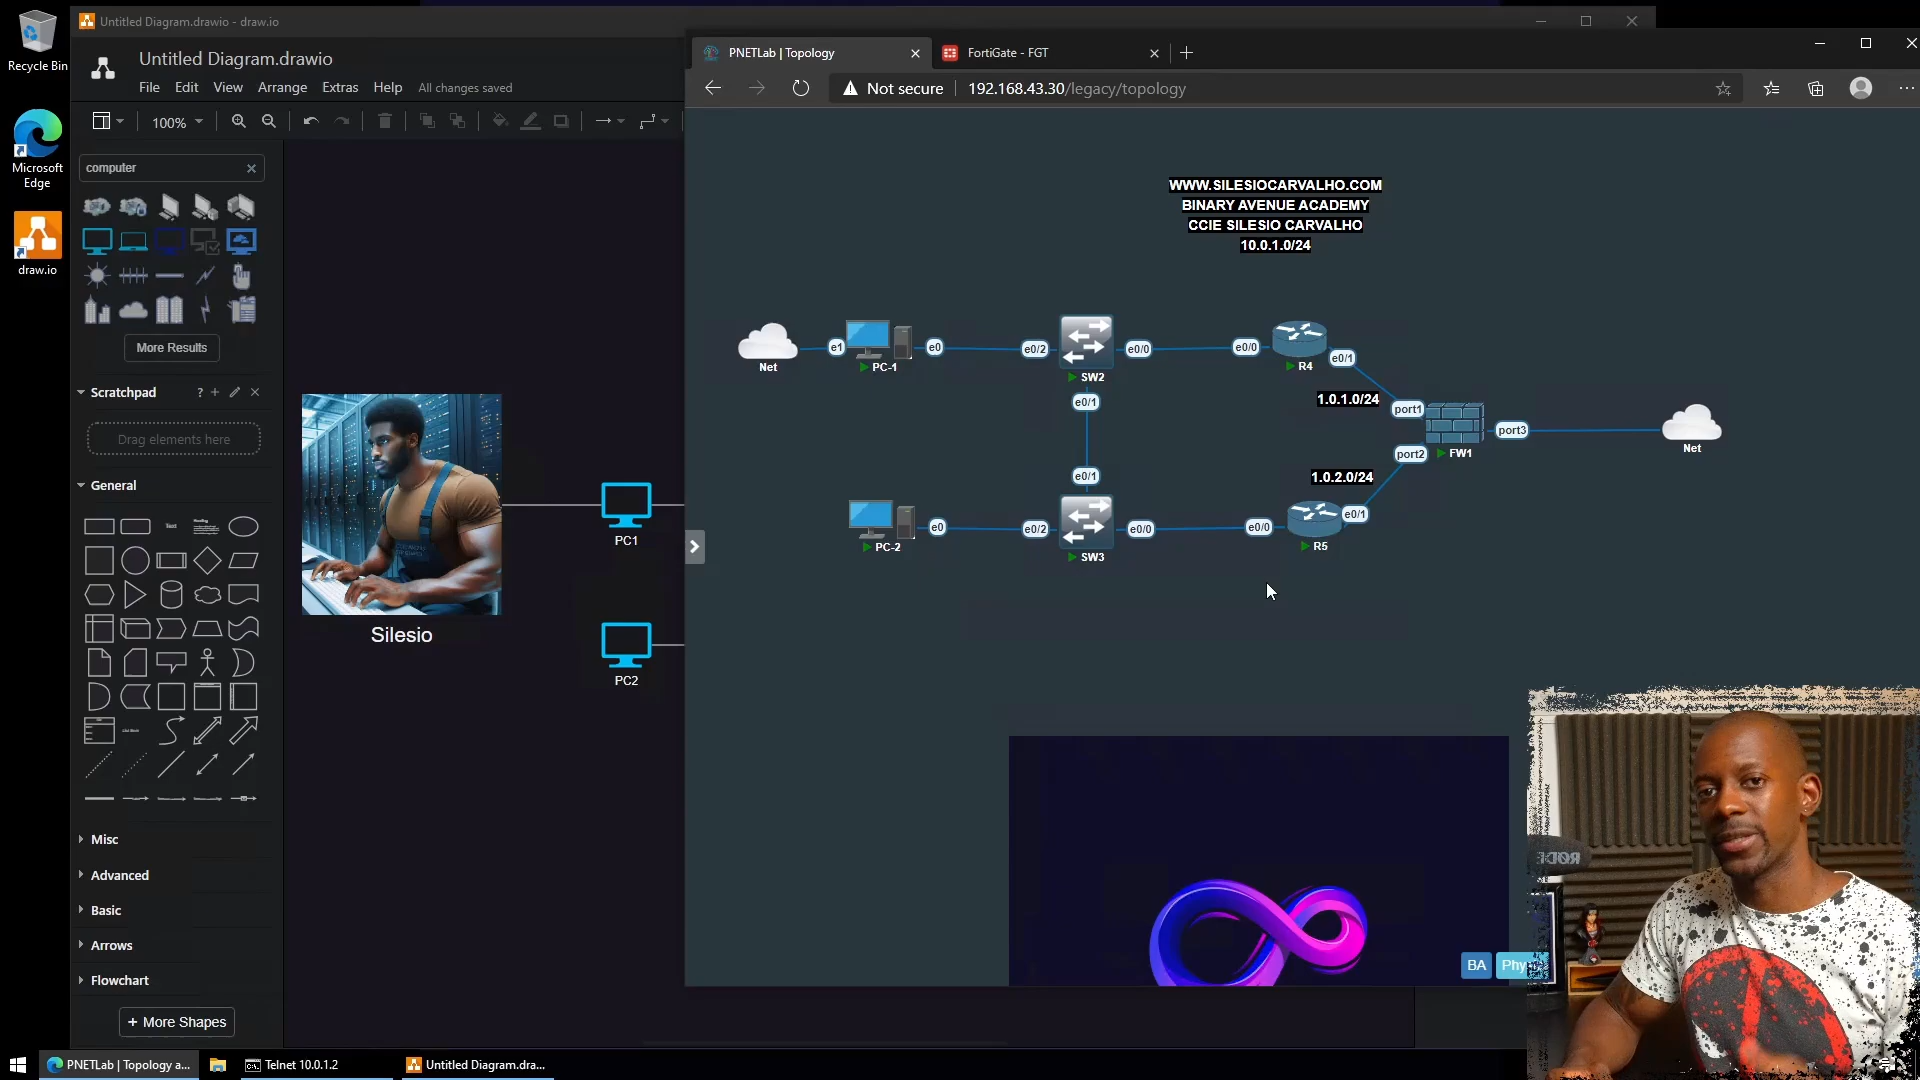 Recycle Bin
Microsoft
Edge
draw.io
Untitled Diagram.drawio - draw.io
Untitled Diagram.drawio
File Edit View Arrange Extras Help All changes saved
100%
computer
More Results
Scratchpad
?
Drag elements here
General
Text
Heading
Misc
Advanced
Basic
Arrows
Flowchart
+ More Shapes
Silesio
PC1
PC2
PNETLab | Topology
FortiGate - FGT
Not secure 192.168.43.30/legacy/topology
WWW.SILESIOCARVALHO.COM
BINARY AVENUE ACADEMY
CCIE SILESIO CARVALHO
10.0.1.0/24
Net
e1
PC-1
e0
e0/2
SW2
e0/0
e0/0
R4
e0/1
e0/1
1.0.1.0/24
port1
FW1
port3
Net
port2
1.0.2.0/24
e0/1
PC-2
e0
e0/2
SW3
e0/0
e0/0
R5
e0/1
BA
RØDE
PNETLab | Topology a...
Telnet 10.0.1.2
Untitled Diagram.dra...